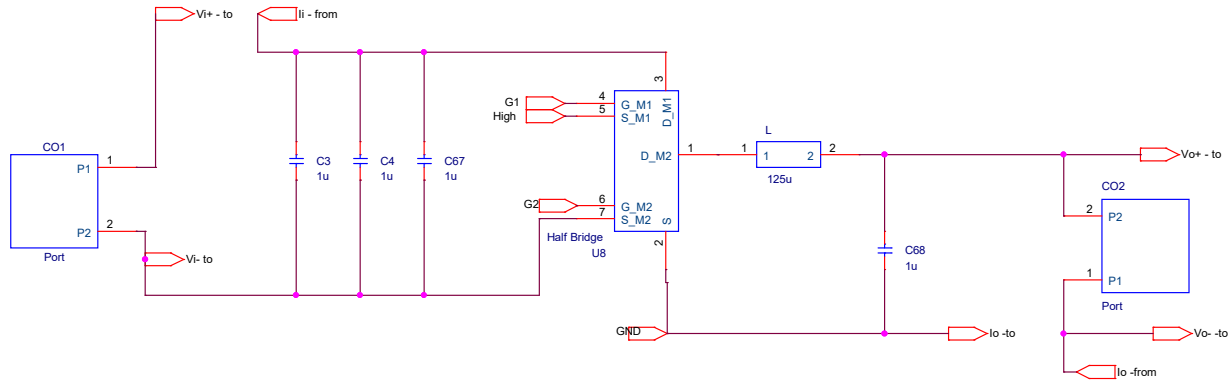 Vi+ - to
Ii - from
CO1
P1
1
P2
2
Port
Vi- to
C3
1u
C4
1u
C67
1u
G1
4
G_M1
High
5
S_M1
3
D_M1
D_M2
1
G2
6
G_M2
7
S_M2
S
2
Half Bridge
U8
L
1
1
2
2
125u
C68
1u
GND
Io -to
Vo+ - to
CO2
2
P2
1
P1
Port
Vo- -to
Io -from